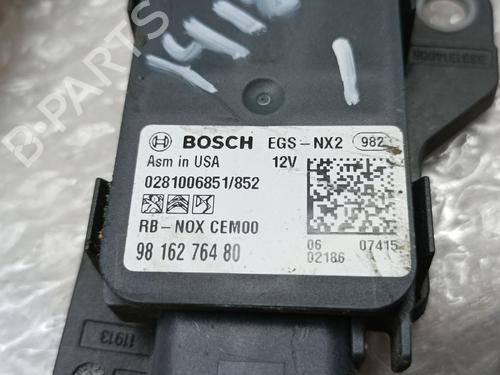 BOSCH EGS-NX2 982
Asm in USA 12V
0281006851/852
RB-NOX CEM00
98 162 764 80
06 07415
02186
11913
B-PARTS